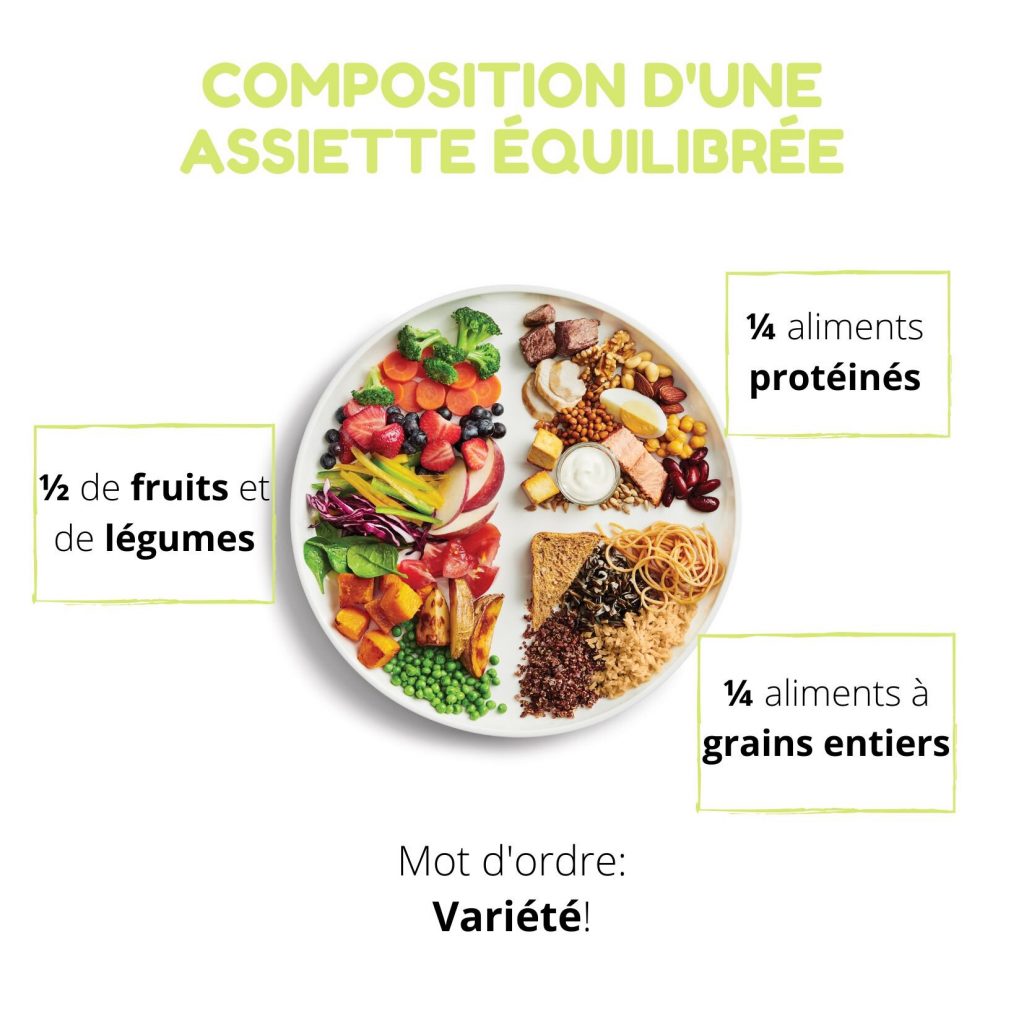 COMPOSITION D'UNE
ASSIETTE ÉQUILIBRÉE
¼ aliments
protéinés
½ de fruits et
de légumes
¼ aliments à
grains entiers
Mot d'ordre:
Variété!